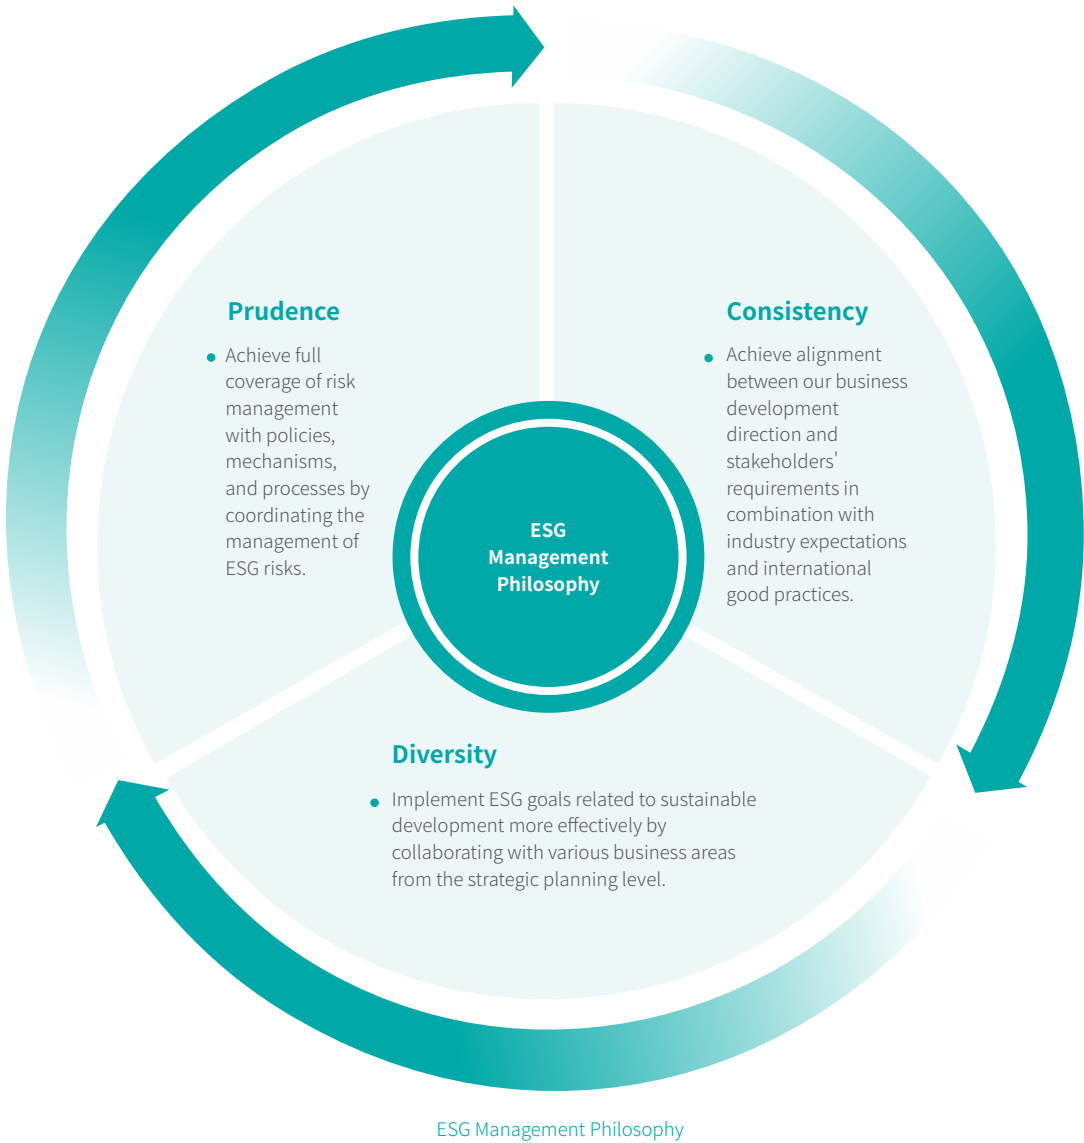 Prudence
Achieve full
coverage of risk
management
with policies,
mechanisms,
and processes by
coordinating the
management of
ESG risks.
Consistency
Achieve alignment
between our business
development
direction and
stakeholders'
requirements in
combination with
industry expectations
and international
good practices.
ESG
Management
Philosophy
Diversity
Implement ESG goals related to sustainable
development more effectively by
collaborating with various business areas
from the strategic planning level.
ESG Management Philosophy